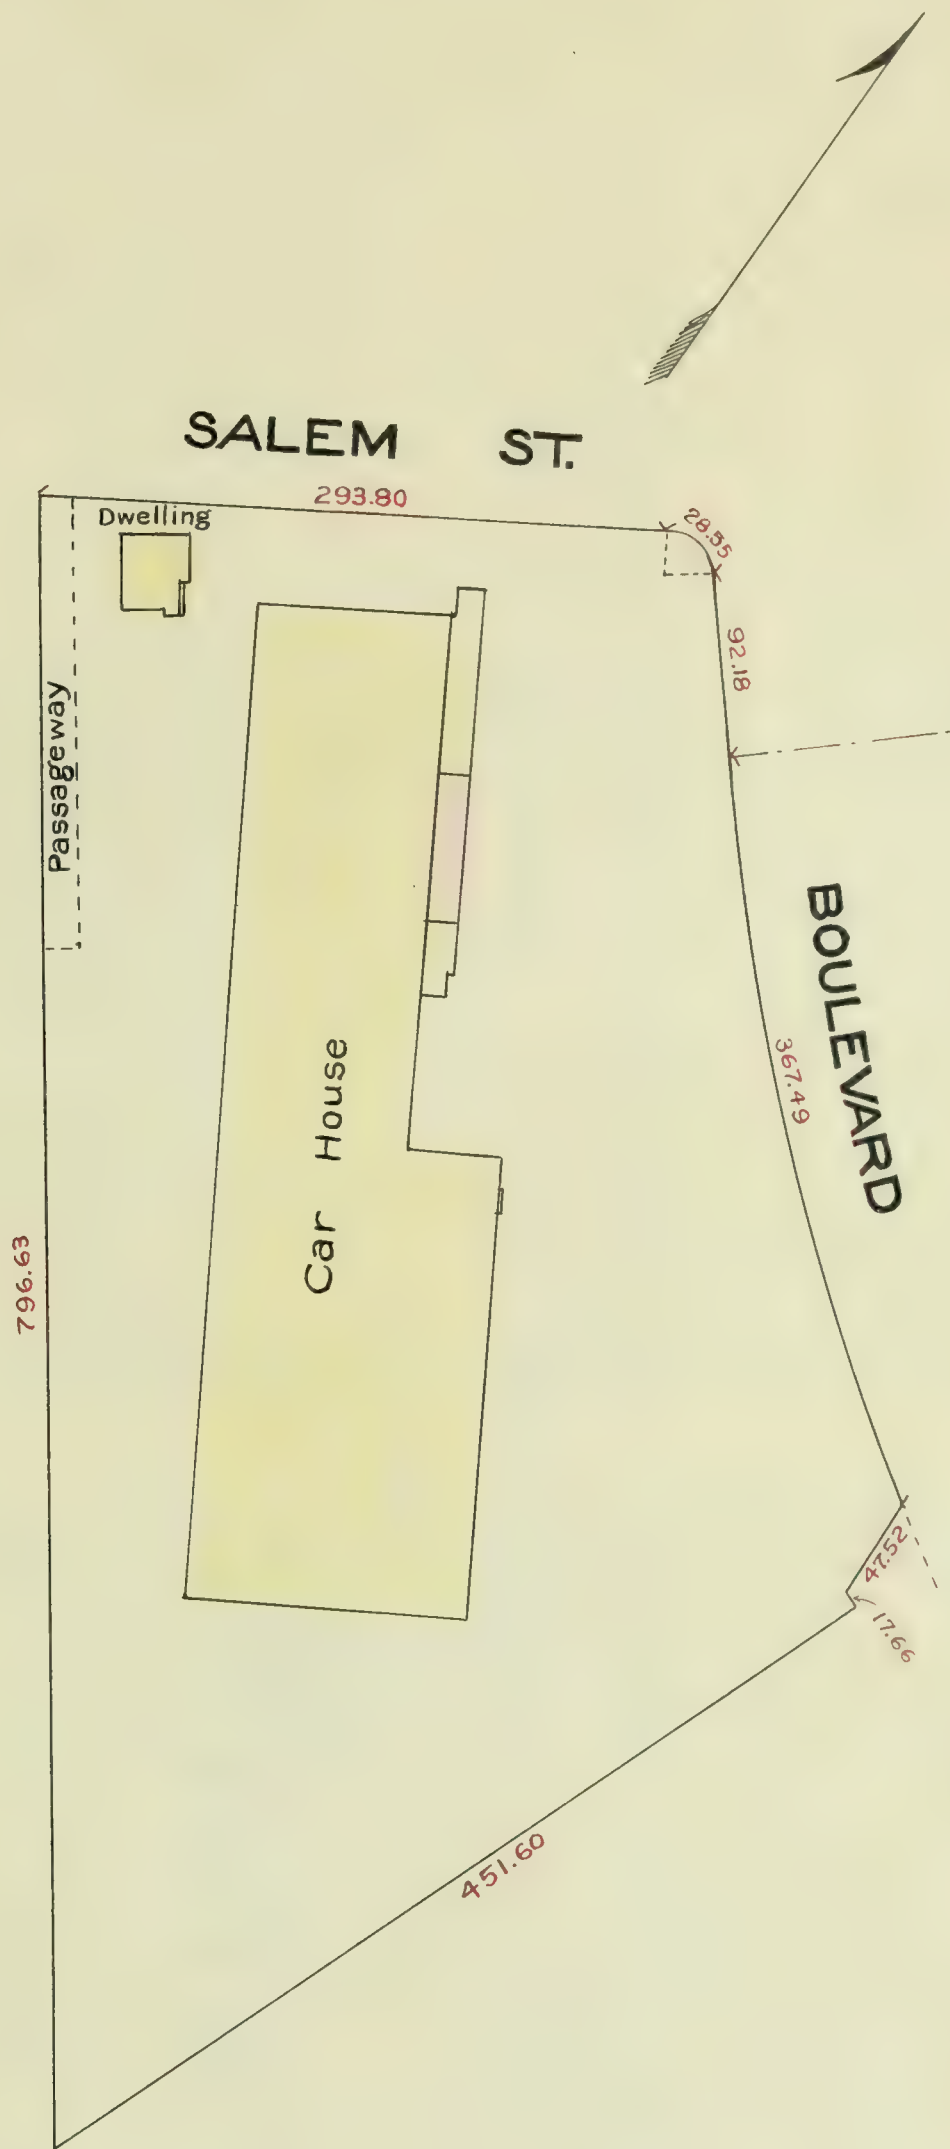 SALEM ST.
293.80
28.35
Dwelling
92.18
Passageway
BOULEVARD
367.49
Car House
796.63
47.52
17.66
451.60